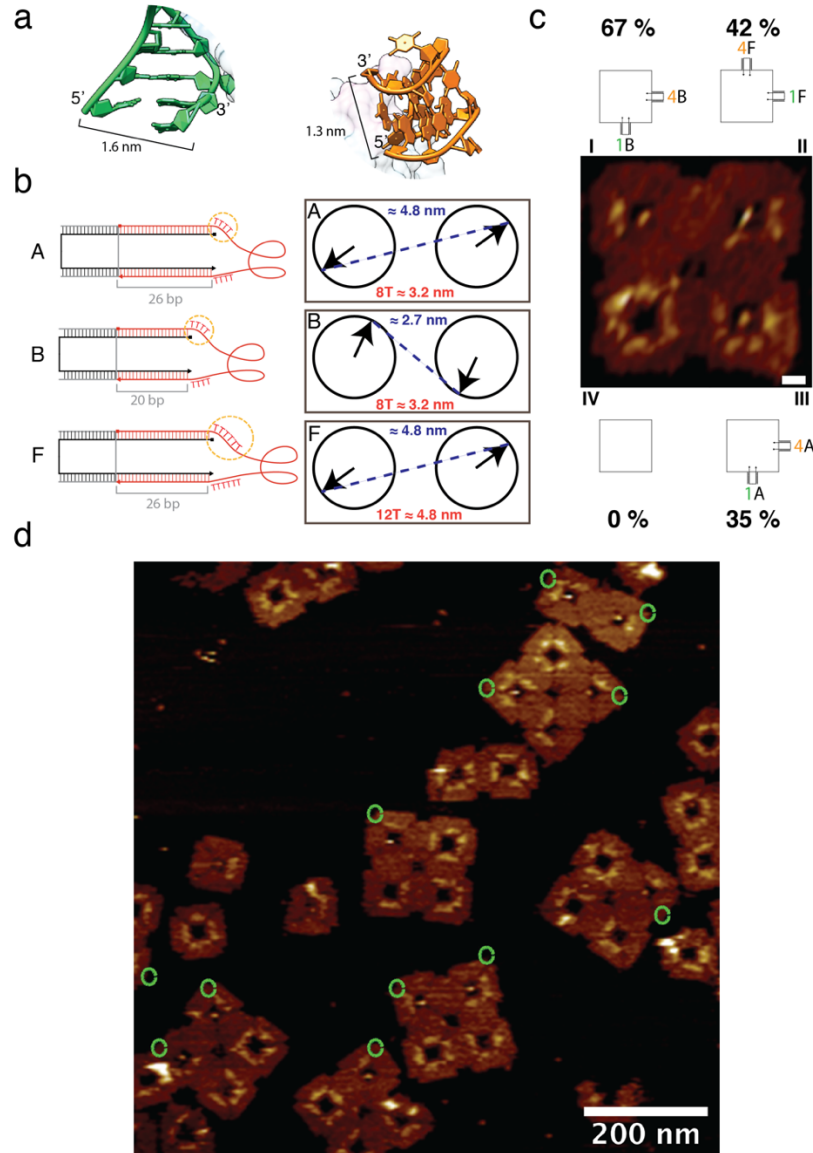 a
5'
3'
1.6 nm
3'
5'
1.3 nm
b
A
26 bp
B
20 bp
F
26 bp
A
≈ 4.8 nm
8T ≈ 3.2 nm
B
≈ 2.7 nm
8T ≈ 3.2 nm
F
≈ 4.8 nm
12T ≈ 4.8 nm
c
67 %
42 %
4F
4B
1F
I
1B
II
IV
III
4A
1A
0 %
35 %
d
200 nm